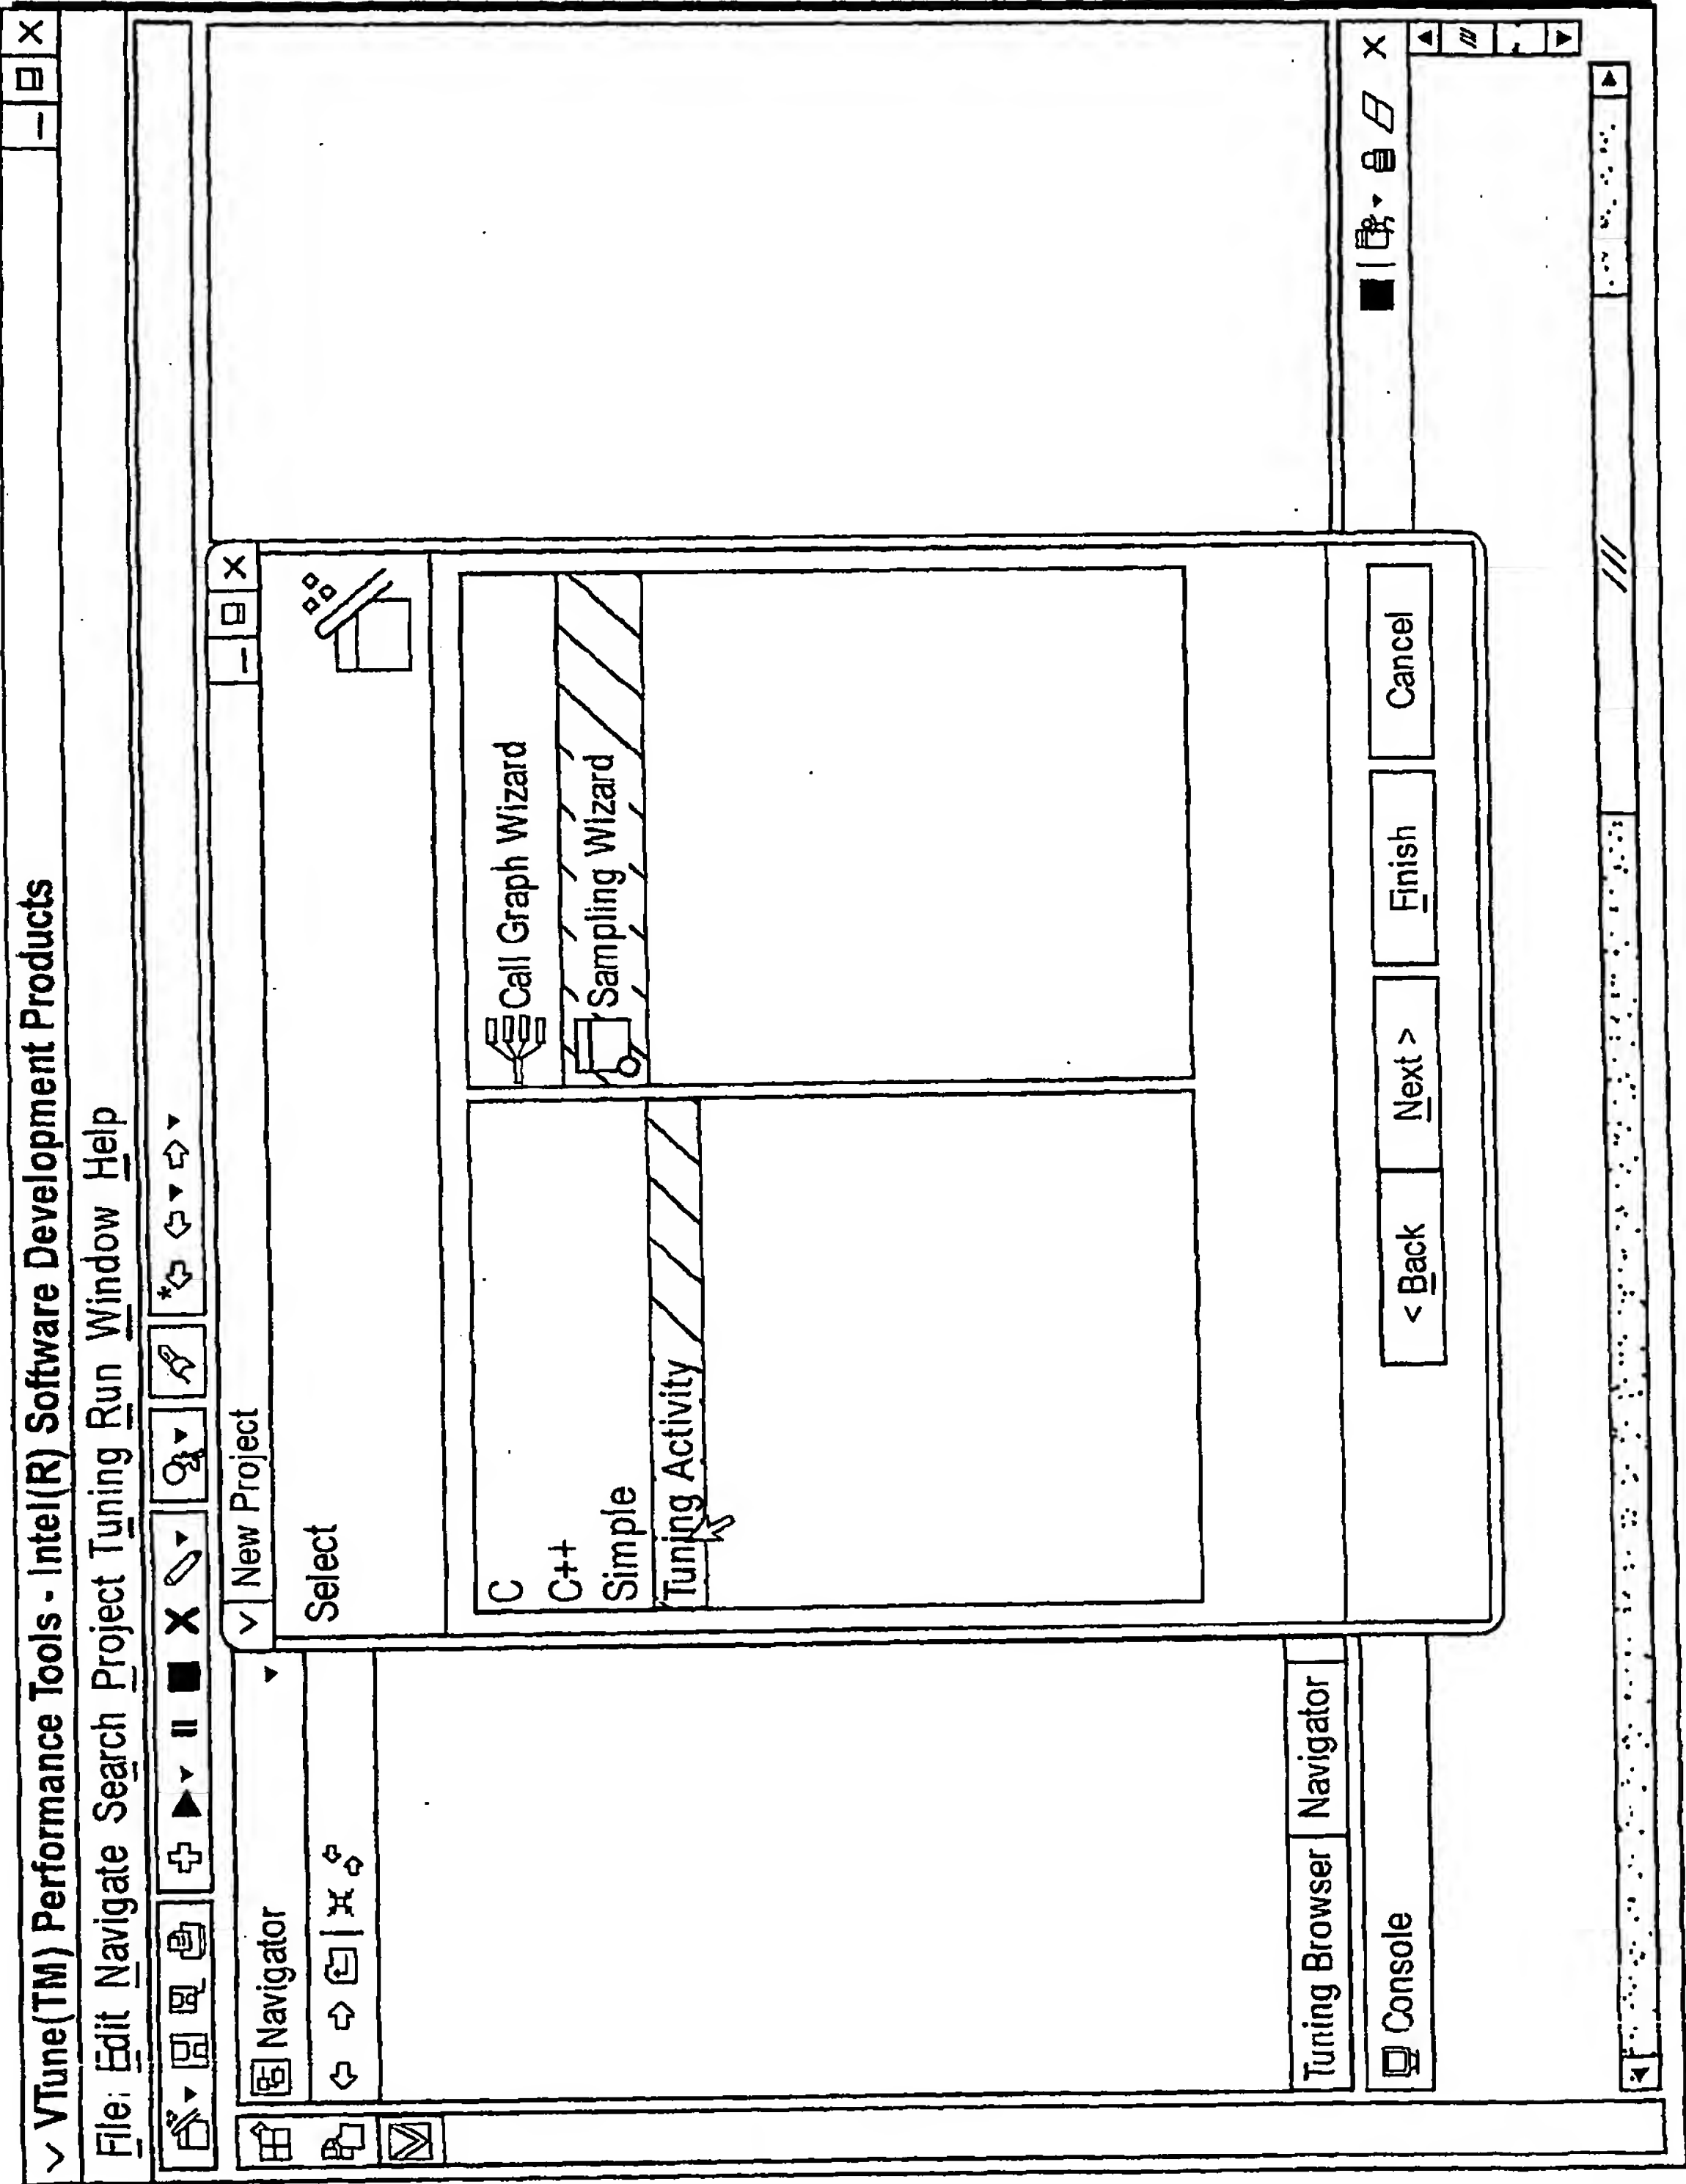 VTune(TM) Performance Tools - Intel(R) Software Development Products
File Edit Navigate Search Project Tuning Run Window Help
Navigator
New Project
Select
C
C++
Simple
Tuning Activity
Call Graph Wizard
Sampling Wizard
< Back Next > Finish Cancel
Tuning Browser Navigator
Console